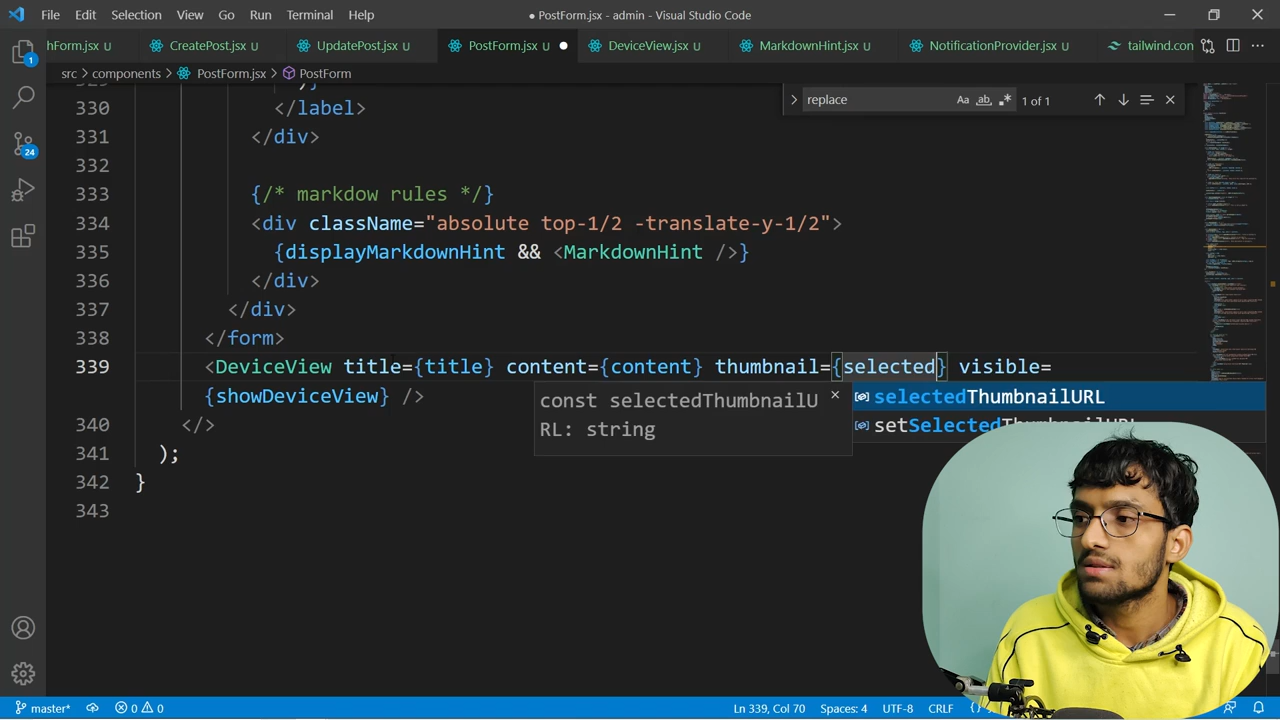 File Edit Selection View Go Run Terminal Help
● PostForm.jsx - admin - Visual Studio Code
hForm.jsx U CreatePost.jsx U UpdatePost.jsx U PostForm.jsx U DeviceView.jsx U MarkdownHint.jsx U NotificationProvider.jsx U tailwind.con
src > components > PostForm.jsx > PostForm
replace Aa ab 1 of 1
330 </label>
331 </div>
332
333 {/* markdow rules */}
334 <div className="absolute top-1/2 -translate-y-1/2">
335 {displayMarkdownHint && <MarkdownHint />}
336 </div>
337 </div>
338 </form>
339 <DeviceView title={title} content={content} thumbnail={selected} visible=
{showDeviceView} />
const selectedThumbnailU
RL: string
selectedThumbnailURL
setSelectedThumbnailURL
340 </>
341 );
342 }
343
1
24
master* 0 0 Ln 339, Col 70 Spaces: 4 UTF-8 CRLF